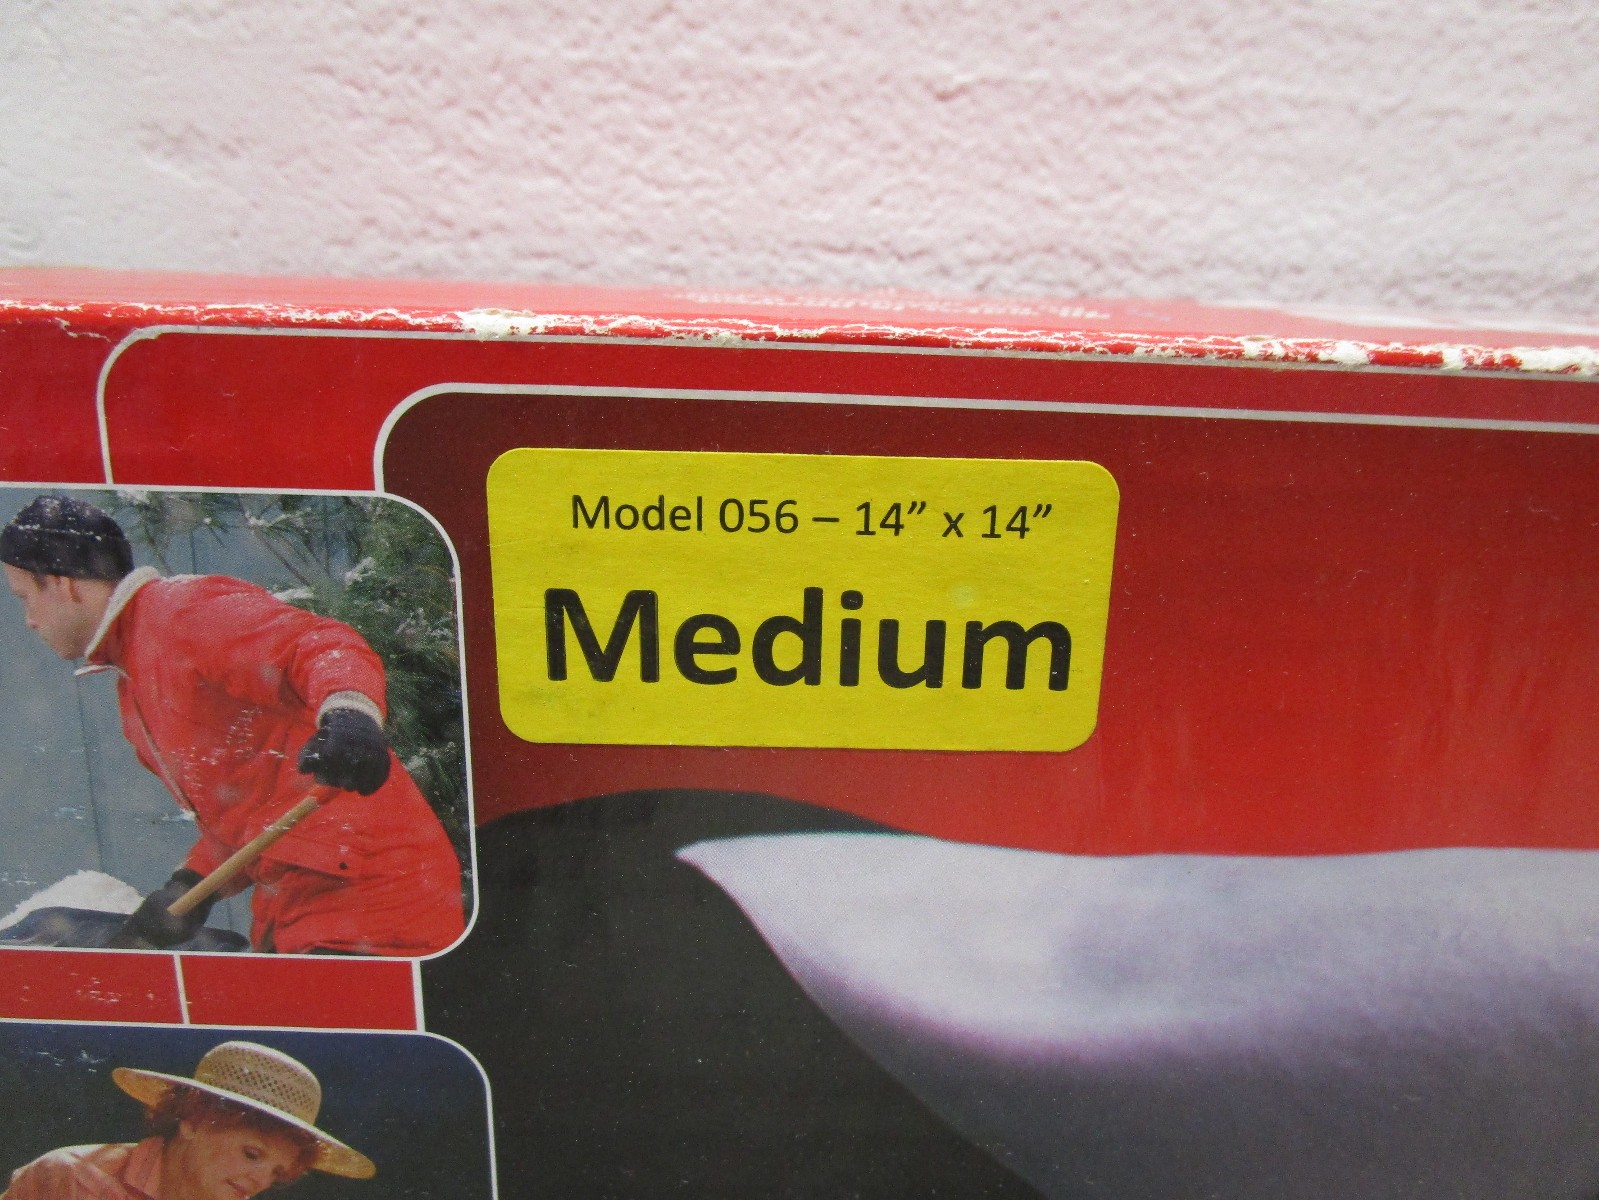 Model 056 – 14” x 14”
Medium